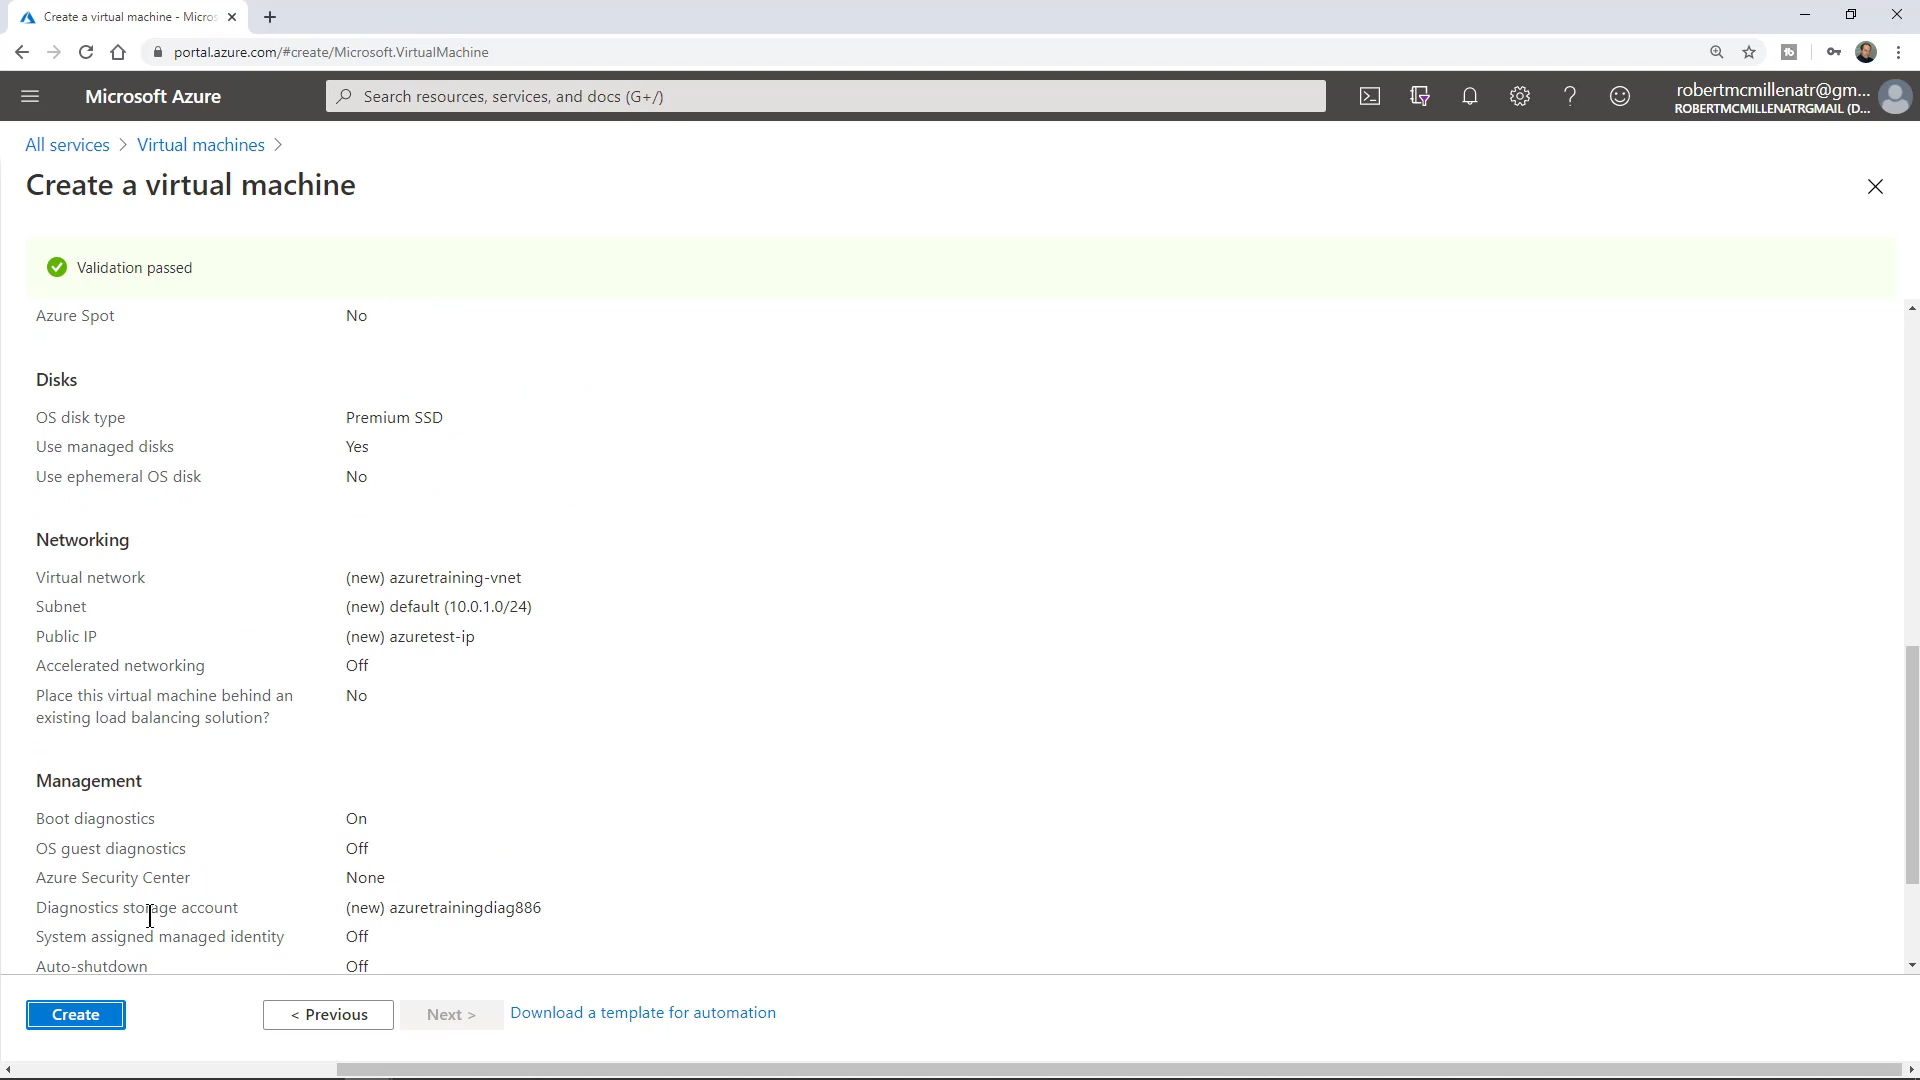 Create a virtual machine - Micros
portal.azure.com/#create/Microsoft.VirtualMachine
Microsoft Azure
Search resources, services, and docs (G+/)
robertmcmillenatr@gm...
ROBERTMCMILLENATRGMAIL (D...
All services > Virtual machines >
Create a virtual machine
Validation passed
Azure Spot No
Disks
OS disk type Premium SSD
Use managed disks Yes
Use ephemeral OS disk No
Networking
Virtual network (new) azuretraining-vnet
Subnet (new) default (10.0.1.0/24)
Public IP (new) azuretest-ip
Accelerated networking Off
Place this virtual machine behind an No
existing load balancing solution?
Management
Boot diagnostics On
OS guest diagnostics Off
Azure Security Center None
Diagnostics storage account (new) azuretrainingdiag886
System assigned managed identity Off
Auto-shutdown Off
Create < Previous Next > Download a template for automation